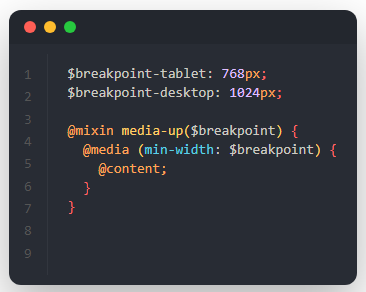 1 $breakpoint-tablet: 768px;
2 $breakpoint-desktop: 1024px;
3
4 @mixin media-up($breakpoint) {
5 @media (min-width: $breakpoint) {
6 @content;
7 }
8 }
9